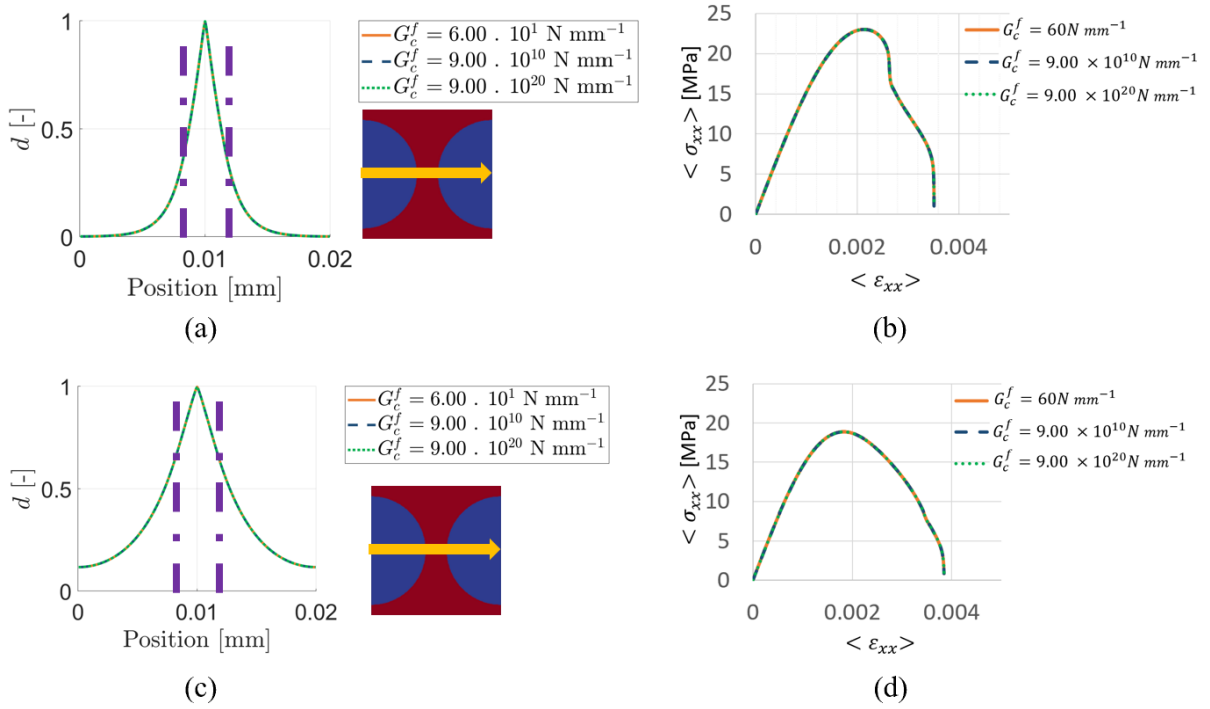 1
0.5
0
d [-]
0
0.01
0.02
Position [mm]
G_c^f = 6.00 . 10^1 N mm^−1
G_c^f = 9.00 . 10^10 N mm^−1
G_c^f = 9.00 . 10^20 N mm^−1
(a)
25
20
15
10
5
0
< σ_xx > [MPa]
0
0.002
0.004
< ε_xx >
G_c^f = 60N mm^−1
G_c^f = 9.00 × 10^10 N mm^−1
G_c^f = 9.00 × 10^20 N mm^−1
(b)
1
0.5
0
d [-]
0
0.01
0.02
Position [mm]
G_c^f = 6.00 . 10^1 N mm^−1
G_c^f = 9.00 . 10^10 N mm^−1
G_c^f = 9.00 . 10^20 N mm^−1
(c)
25
20
15
10
5
0
< σ_xx > [MPa]
0
0.002
0.004
< ε_xx >
G_c^f = 60N mm^−1
G_c^f = 9.00 × 10^10 N mm^−1
G_c^f = 9.00 × 10^20 N mm^−1
(d)